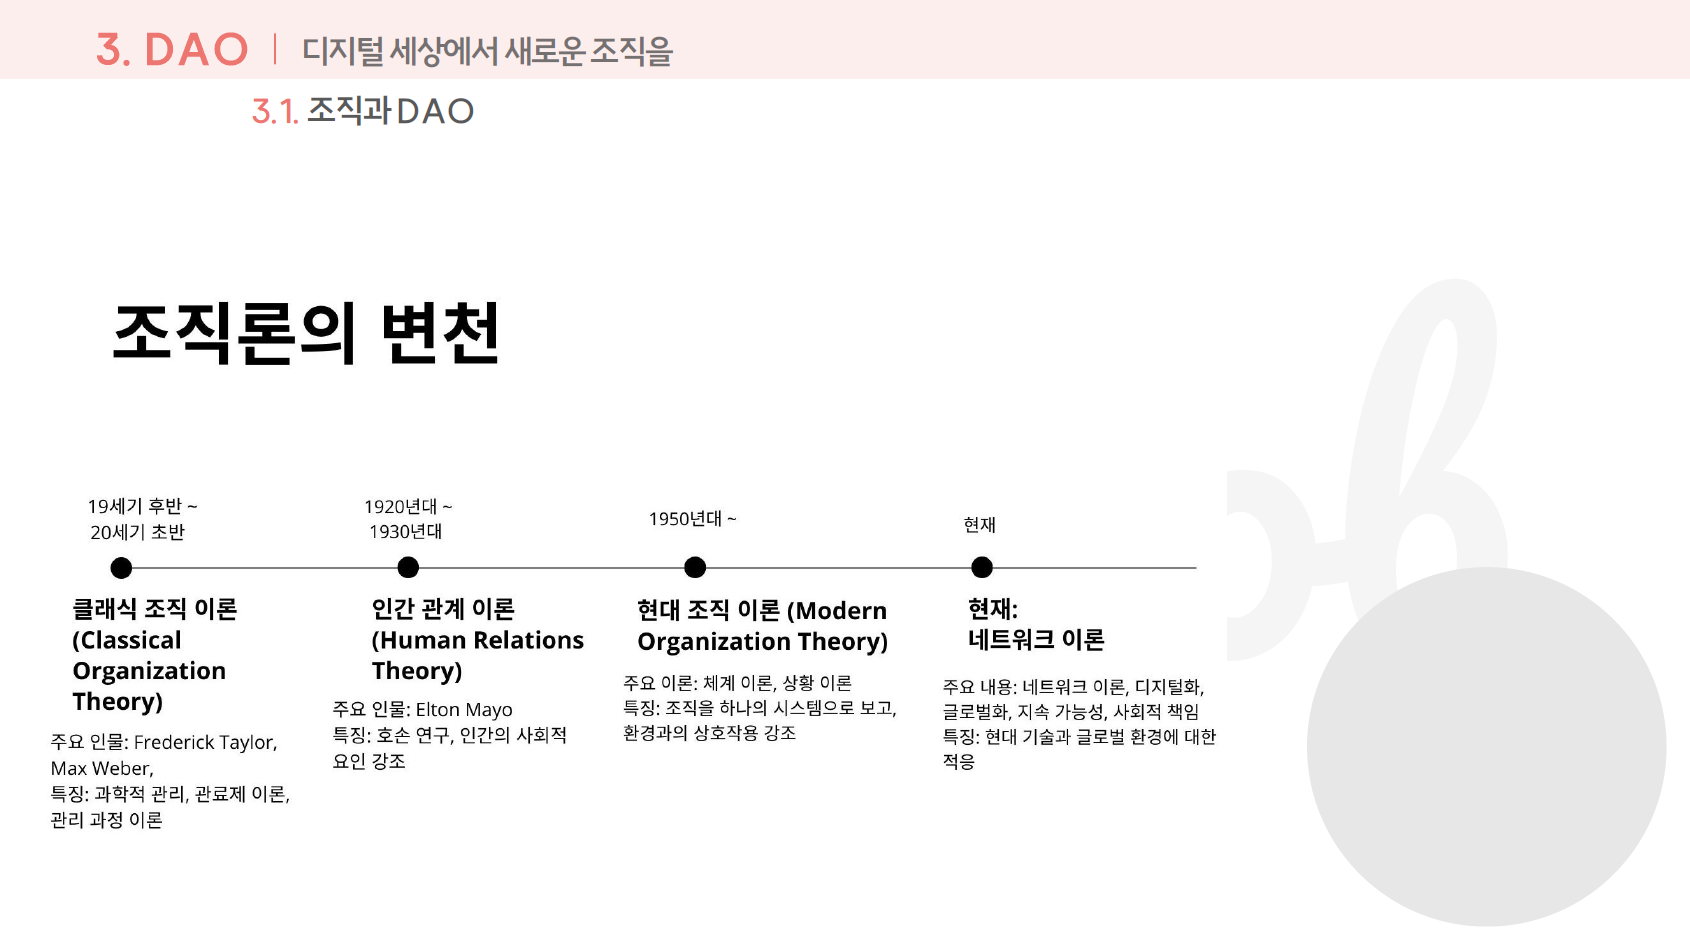 3. DAO | 디지털 세상에서 새로운 조직을
3.1. 조직과 DAO
조직론의 변천
19세기 후반 ~
20세기 초반
클래식 조직 이론
(Classical
Organization
Theory)
주요 인물: Frederick Taylor,
Max Weber,
특징: 과학적 관리, 관료제 이론,
관리 과정 이론
1920년대 ~
1930년대
인간 관계 이론
(Human Relations
Theory)
주요 인물: Elton Mayo
특징: 호손 연구, 인간의 사회적
요인 강조
1950년대 ~
현대 조직 이론 (Modern
Organization Theory)
주요 이론: 체계 이론, 상황 이론
특징: 조직을 하나의 시스템으로 보고,
환경과의 상호작용 강조
현재
현재:
네트워크 이론
주요 내용: 네트워크 이론, 디지털화,
글로벌화, 지속 가능성, 사회적 책임
특징: 현대 기술과 글로벌 환경에 대한
적응